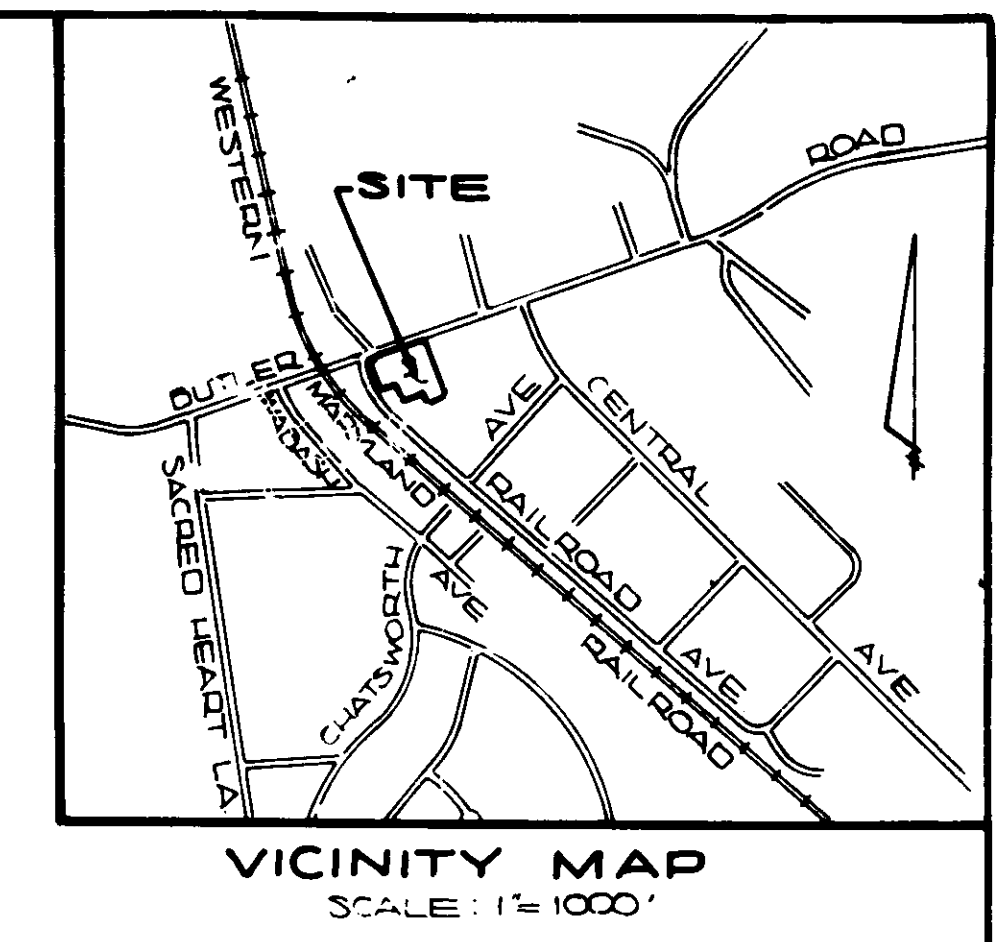 WESTERN
SITE
ROAD
BUTLER
WABASH
MARYLAND
AVE
CENTRAL
RAILROAD
SACRED HEART LA.
CHATSWORTH
AVE
RAILROAD
AVE
AVE
VICINITY MAP
SCALE: 1"=1000'